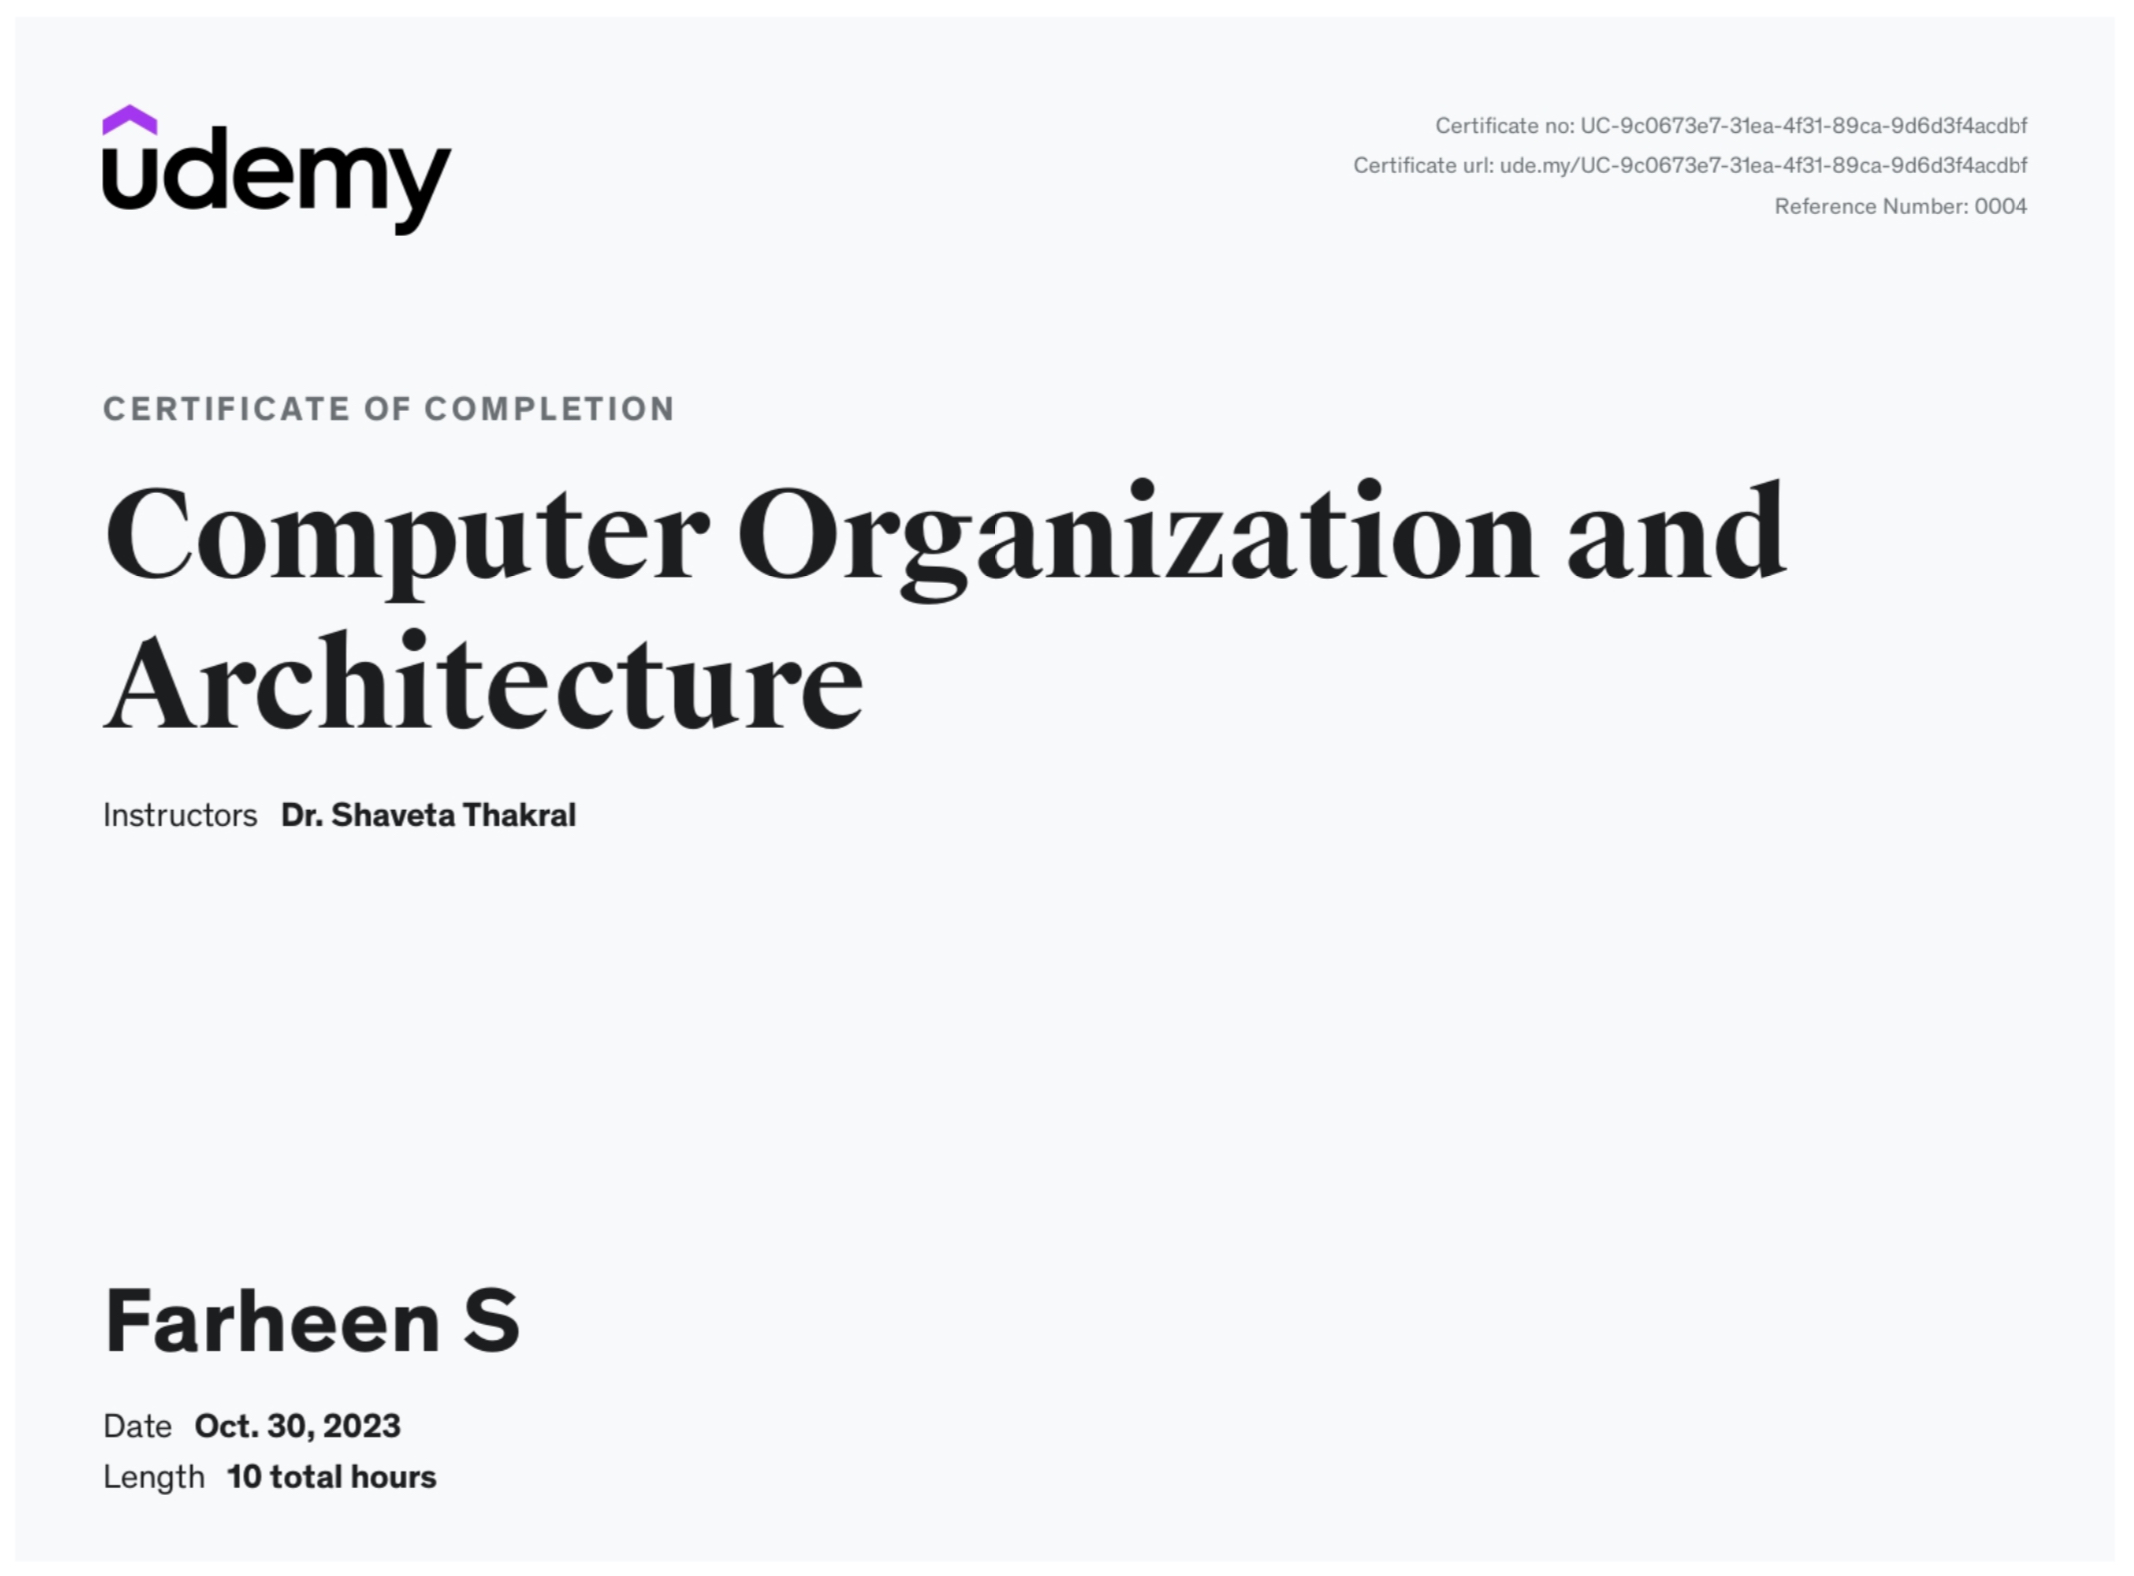 udemy
Certificate no: UC-9c0673e7-31ea-4f31-89ca-9d6d3f4acdbf
Certificate url: ude.my/UC-9c0673e7-31ea-4f31-89ca-9d6d3f4acdbf
Reference Number: 0004
CERTIFICATE OF COMPLETION
Computer Organization and
Architecture
Instructors Dr. Shaveta Thakral
Farheen S
Date Oct. 30, 2023
Length 10 total hours